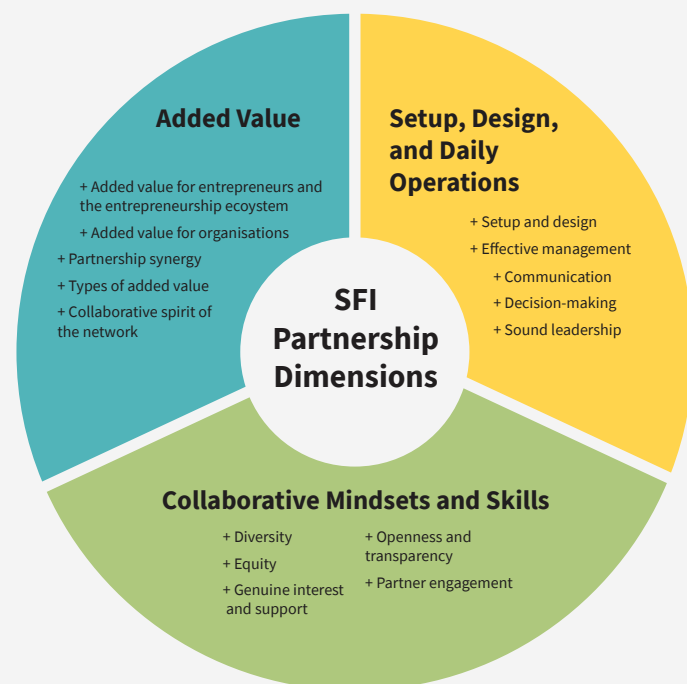 Added Value
+ Added value for entrepreneurs and
the entrepreneurship ecoystem
+ Added value for organisations
+ Partnership synergy
+ Types of added value
+ Collaborative spirit of
the network
Setup, Design,
and Daily
Operations
+ Setup and design
+ Effective management
+ Communication
+ Decision-making
+ Sound leadership
SFI
Partnership
Dimensions
Collaborative Mindsets and Skills
+ Diversity
+ Equity
+ Genuine interest
and support
+ Openness and
transparency
+ Partner engagement